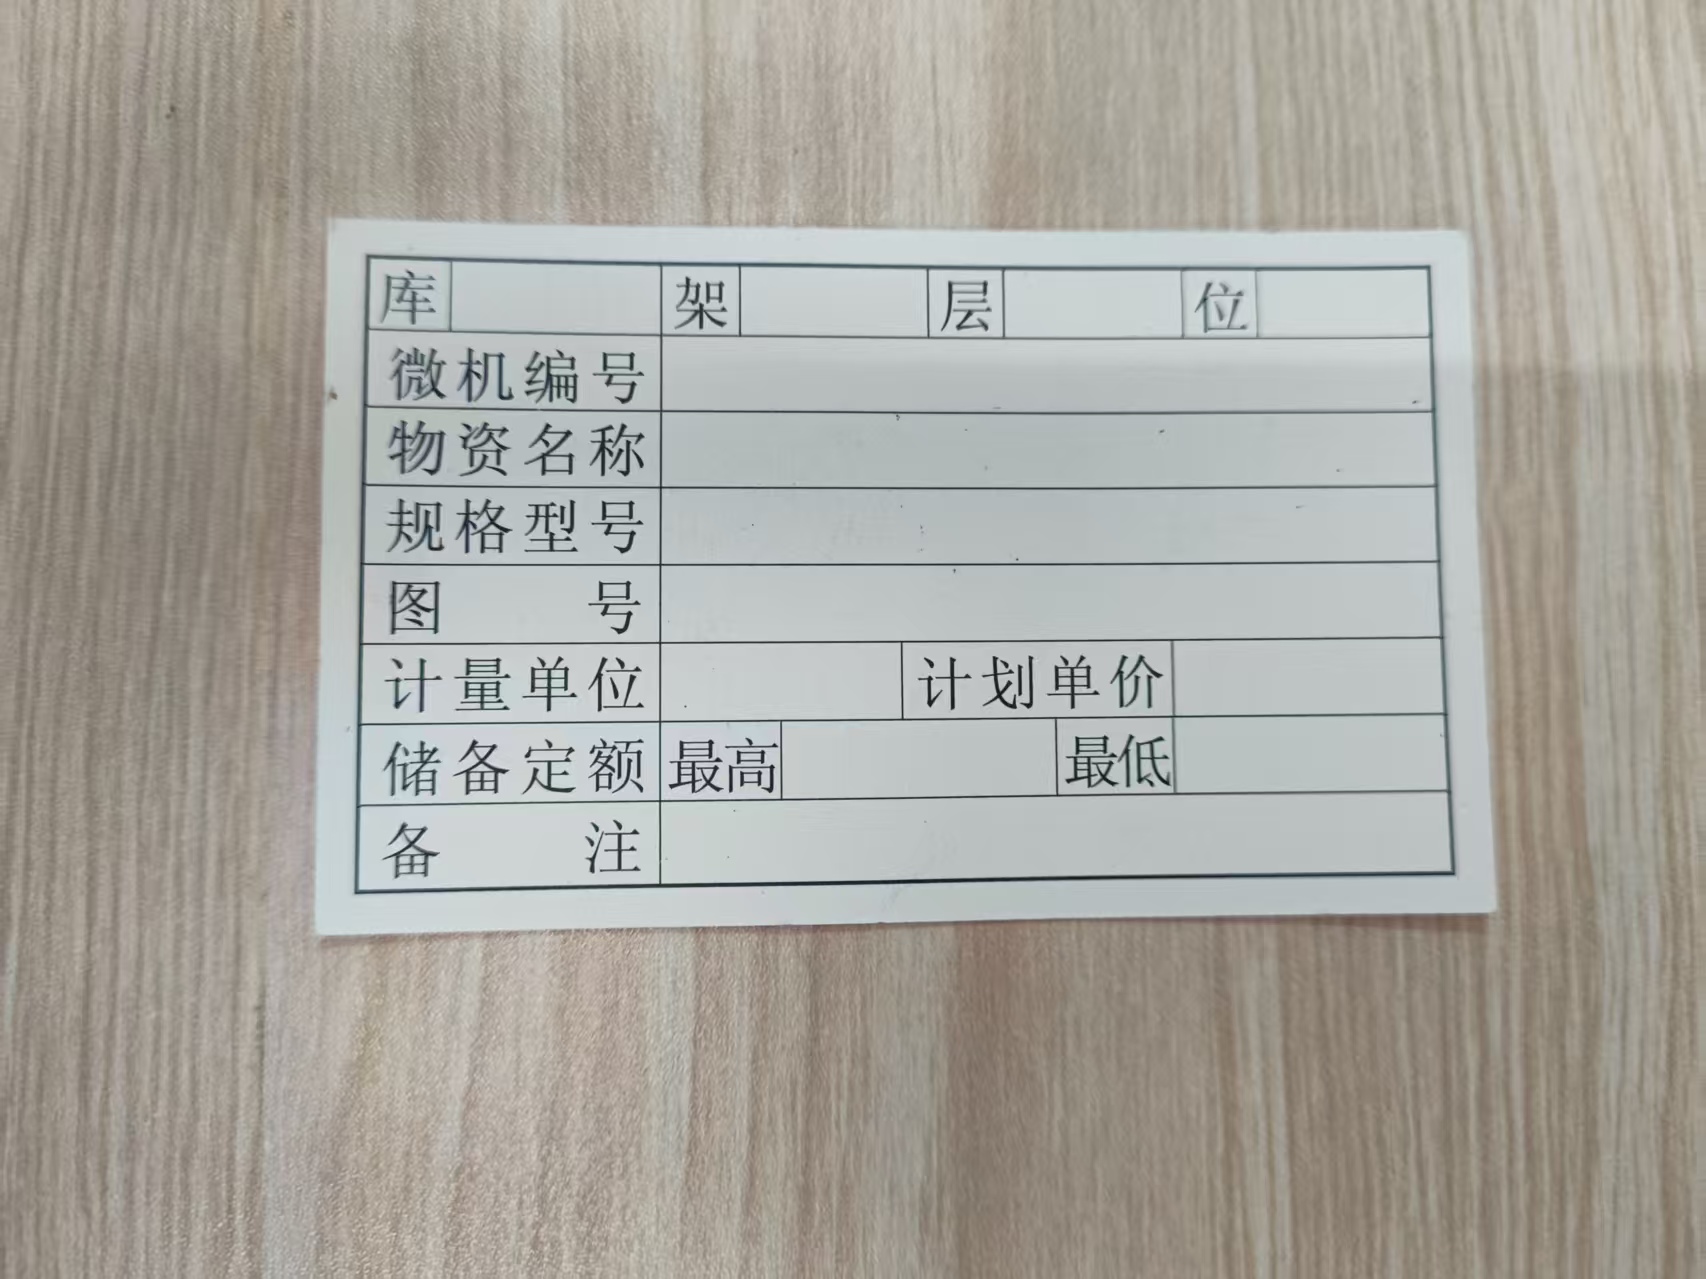 库 架 层 位
微机编号
物资名称
规格型号
图号
计量单位 计划单价
储备定额 最高 最低
备注